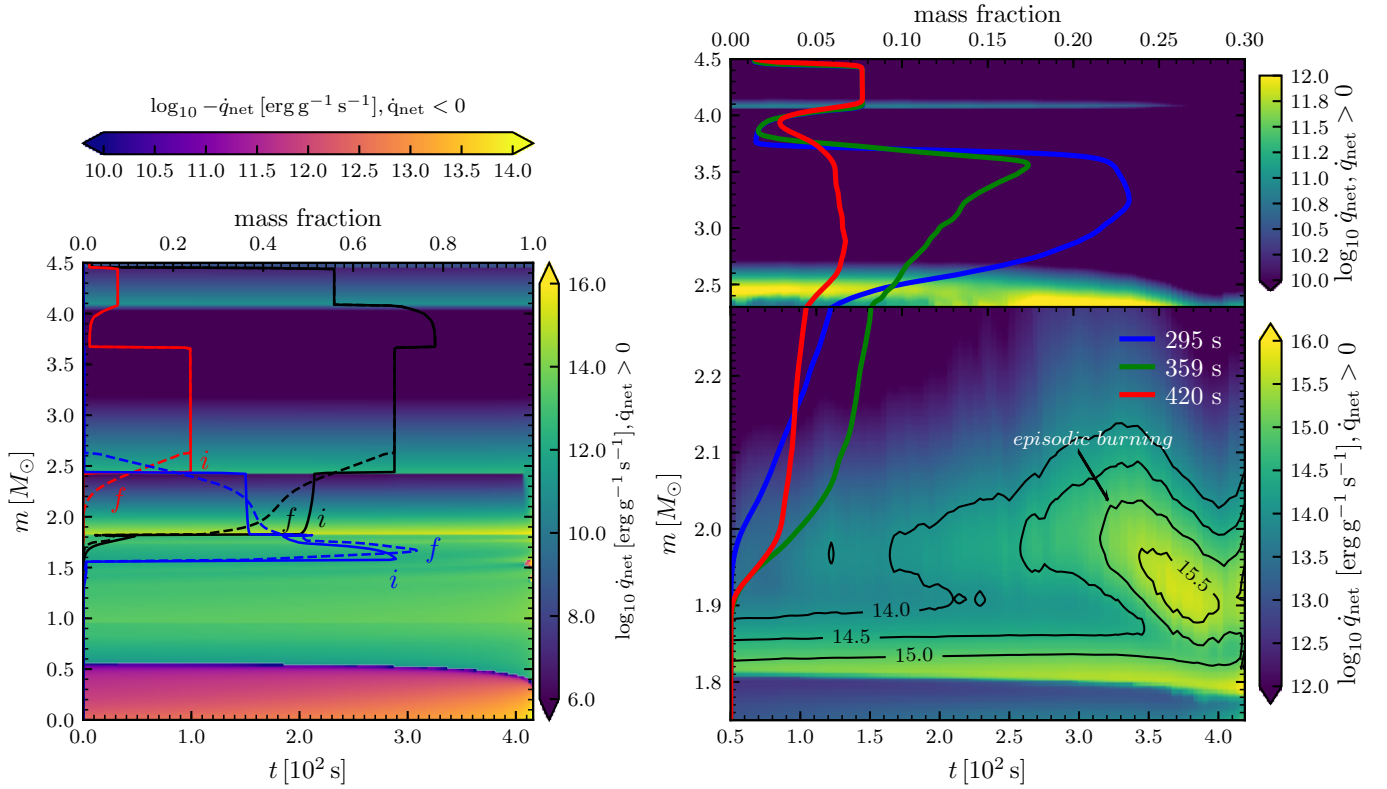 log₁₀ −q̇net [erg g⁻¹ s⁻¹], q̇net < 0
10.0 10.5 11.0 11.5 12.0 12.5 13.0 13.5 14.0
mass fraction
0.0 0.2 0.4 0.6 0.8 1.0
4.5
4.0
3.5
3.0
2.5
2.0
1.5
1.0
0.5
0.0
m [M⊙]
i
f
f i
f
i
0.0 1.0 2.0 3.0 4.0
t [10² s]
16.0
14.0
12.0
10.0
8.0
6.0
log₁₀ q̇net [erg g⁻¹ s⁻¹], q̇net > 0
mass fraction
0.00 0.05 0.10 0.15 0.20 0.25 0.30
4.5
4.0
3.5
3.0
2.5
12.0
11.8
11.5
11.2
11.0
10.8
10.5
10.2
10.0
log₁₀ q̇net, q̇net > 0
2.2
2.1
2.0
1.9
1.8
m [M⊙]
295 s
359 s
420 s
episodic burning
15.5
14.0
14.5
15.0
0.5 1.0 1.5 2.0 2.5 3.0 3.5 4.0
t [10² s]
16.0
15.5
15.0
14.5
14.0
13.5
13.0
12.5
12.0
log₁₀ q̇net [erg g⁻¹ s⁻¹], q̇net > 0